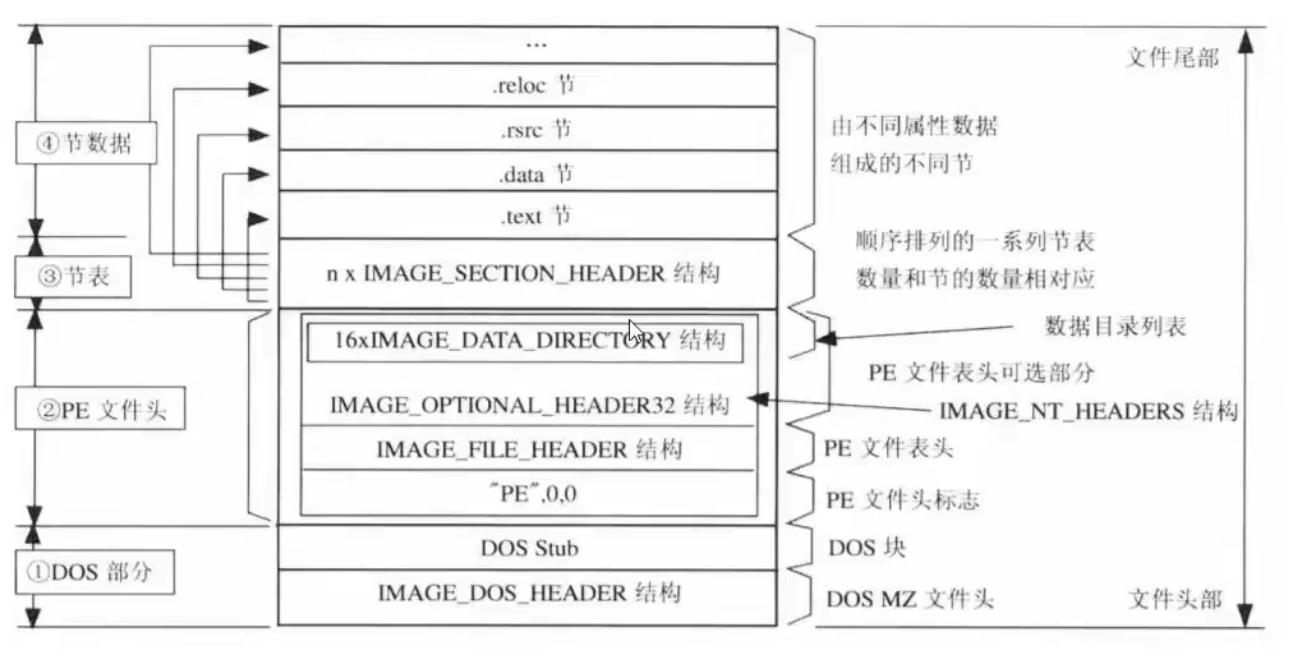 ...
文件尾部
.reloc 节
.rsrc 节
由不同属性数据
组成的不同节
④节数据
.data 节
.text 节
顺序排列的一系列节表
数量和节的数量相对应
③节表
n x IMAGE_SECTION_HEADER 结构
数据目录列表
16xIMAGE_DATA_DIRECTORY 结构
PE 文件表头可选部分
②PE 文件头
IMAGE_OPTIONAL_HEADER32 结构
IMAGE_NT_HEADERS 结构
IMAGE_FILE_HEADER 结构
PE 文件表头
"PE",0,0
PE 文件头标志
DOS Stub
DOS 块
①DOS 部分
IMAGE_DOS_HEADER 结构
DOS MZ 文件头
文件头部